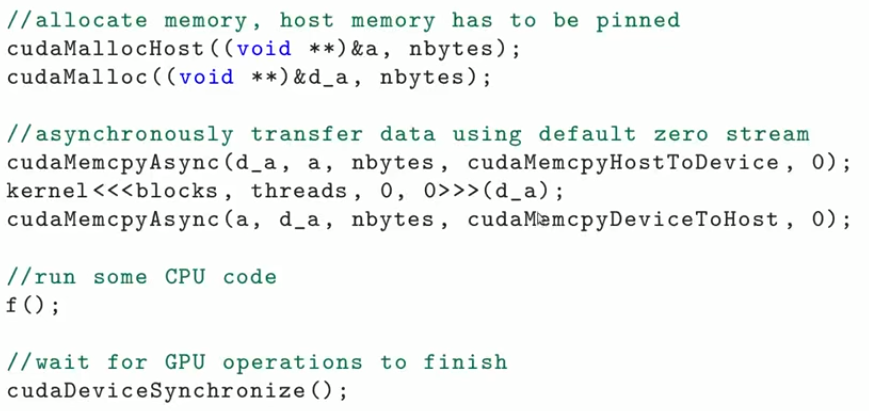 //allocate memory, host memory has to be pinned
cudaMallocHost((void **)&a, nbytes);
cudaMalloc((void **)&d_a, nbytes);
//asynchronously transfer data using default zero stream
cudaMemcpyAsync(d_a, a, nbytes, cudaMemcpyHostToDevice, 0);
kernel<<<blocks, threads, 0, 0>>>(d_a);
cudaMemcpyAsync(a, d_a, nbytes, cudaMemcpyDeviceToHost, 0);
//run some CPU code
f();
//wait for GPU operations to finish
cudaDeviceSynchronize();